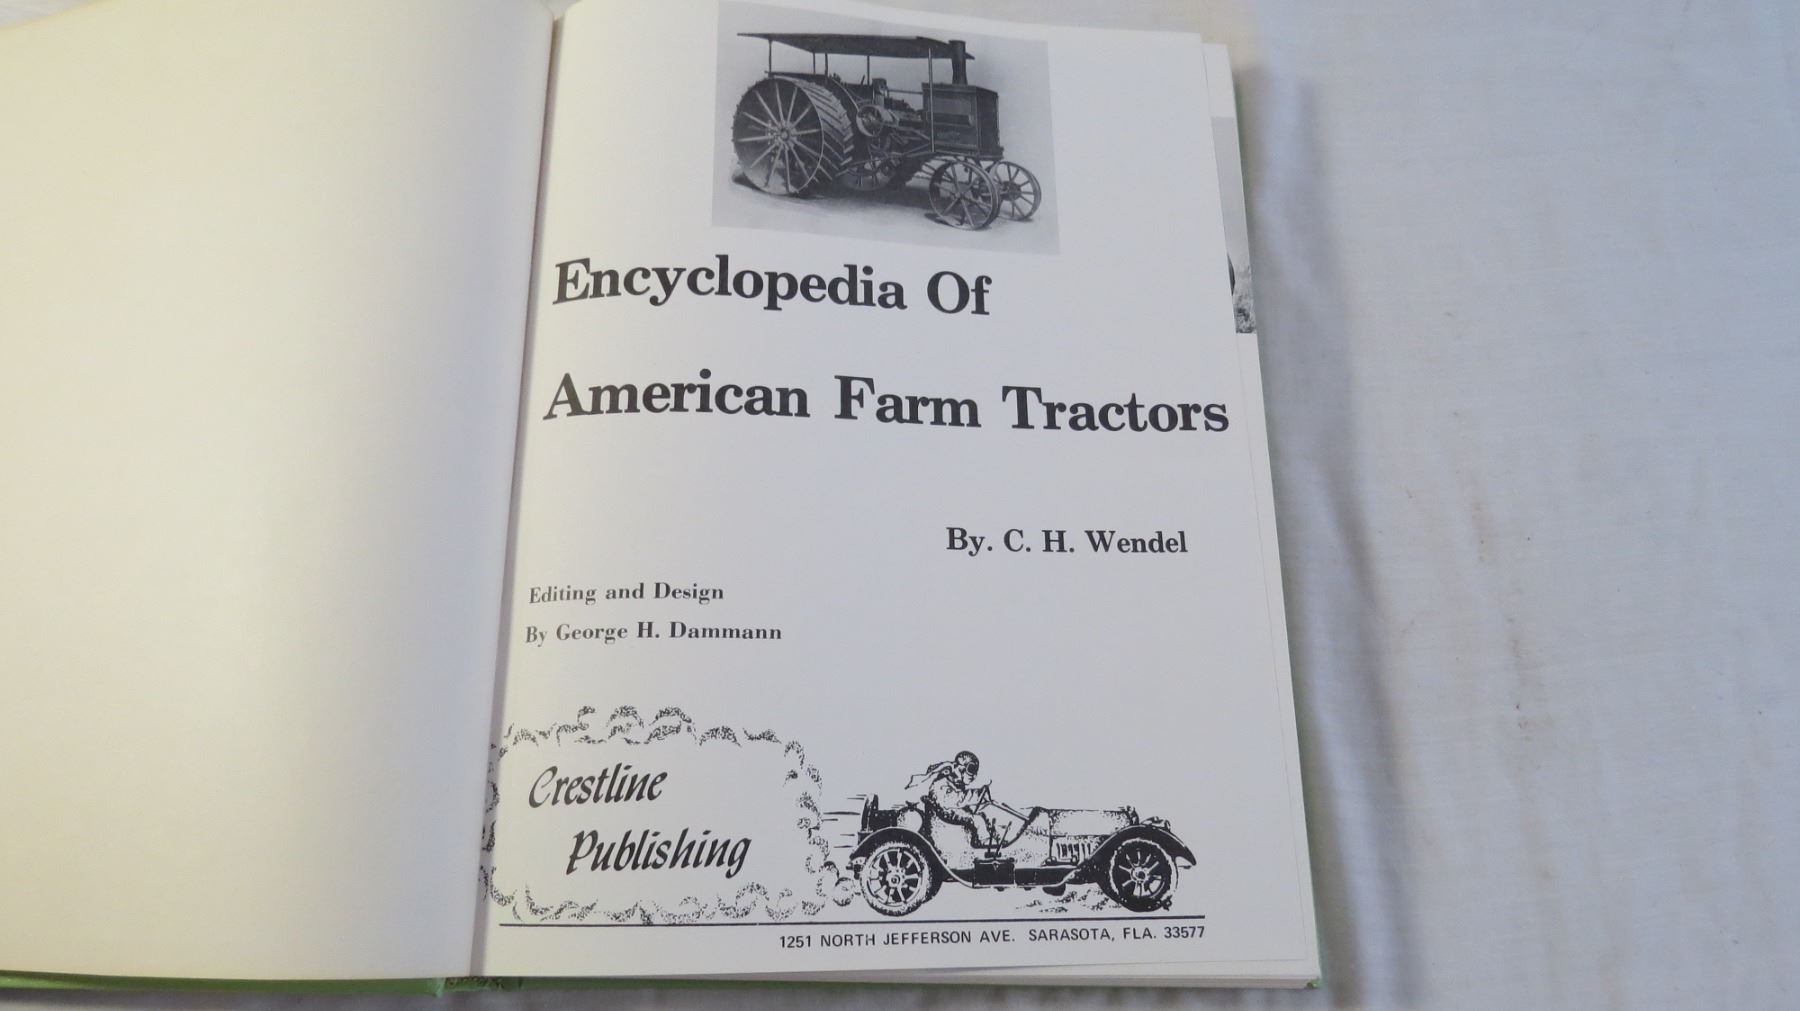 Encyclopedia Of
American Farm Tractors
By. C. H. Wendel
Editing and Design
By George H. Dammann
Crestline
Publishing
1251 NORTH JEFFERSON AVE. SARASOTA, FLA. 33577